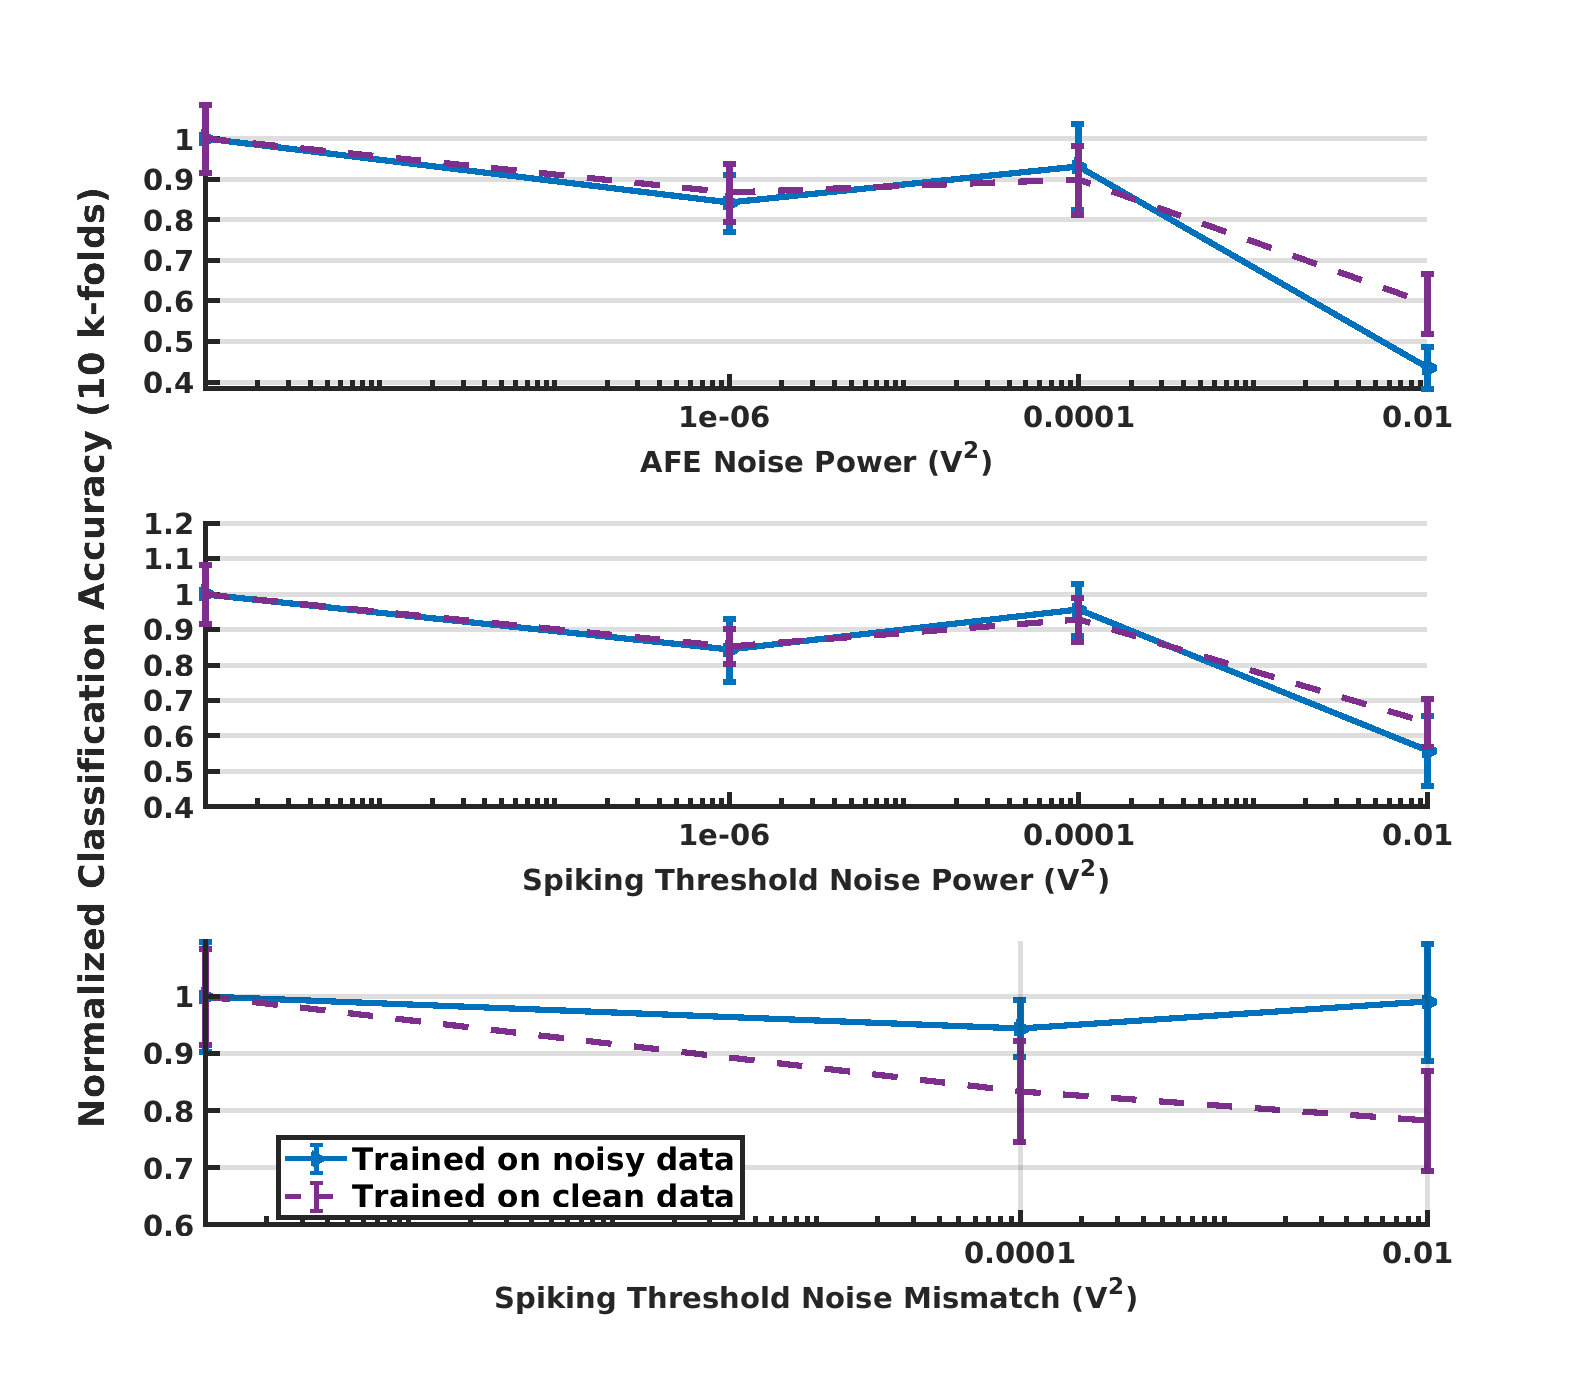 Normalized Classification Accuracy (10 k-folds)
1
0.9
0.8
0.7
0.6
0.5
0.4
1e-06 0.0001 0.01
AFE Noise Power (V²)
1.2
1.1
1
0.9
0.8
0.7
0.6
0.5
0.4
1e-06 0.0001 0.01
Spiking Threshold Noise Power (V²)
1
0.9
0.8
0.7
0.6
Trained on noisy data
Trained on clean data
0.0001 0.01
Spiking Threshold Noise Mismatch (V²)